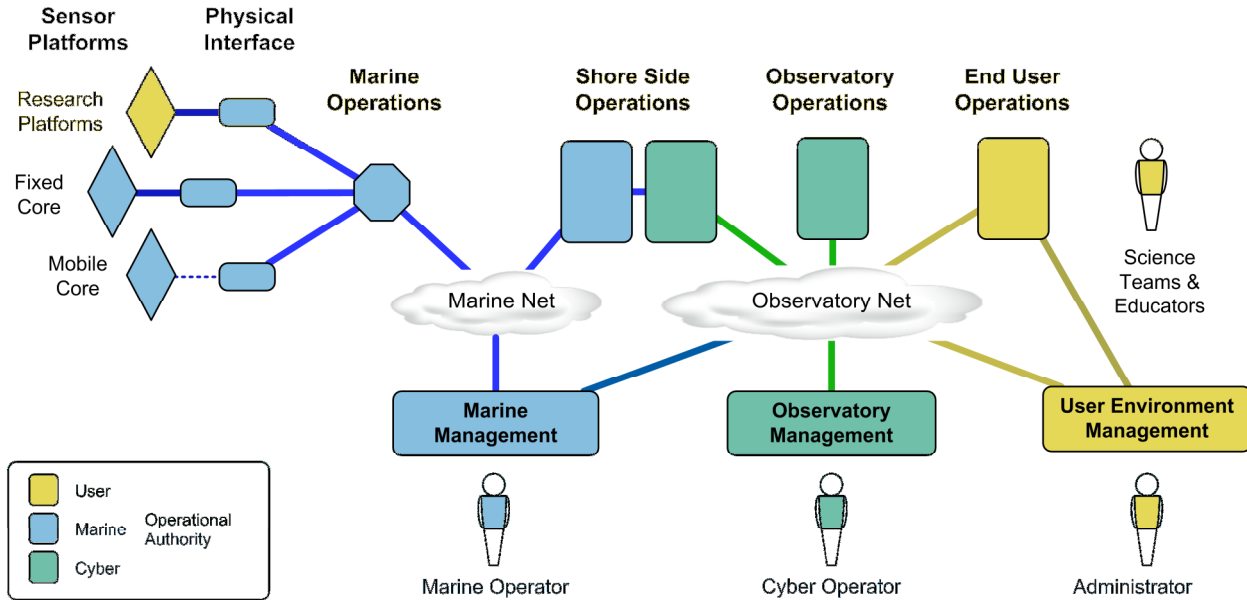 Sensor
Platforms
Physical
Interface
Marine
Operations
Shore Side
Operations
Observatory
Operations
End User
Operations
Research
Platforms
Fixed
Core
Mobile
Core
Science
Teams &
Educators
Marine Net
Observatory Net
Marine
Management
Observatory
Management
User Environment
Management
User
Marine
Cyber
Operational
Authority
Marine Operator
Cyber Operator
Administrator